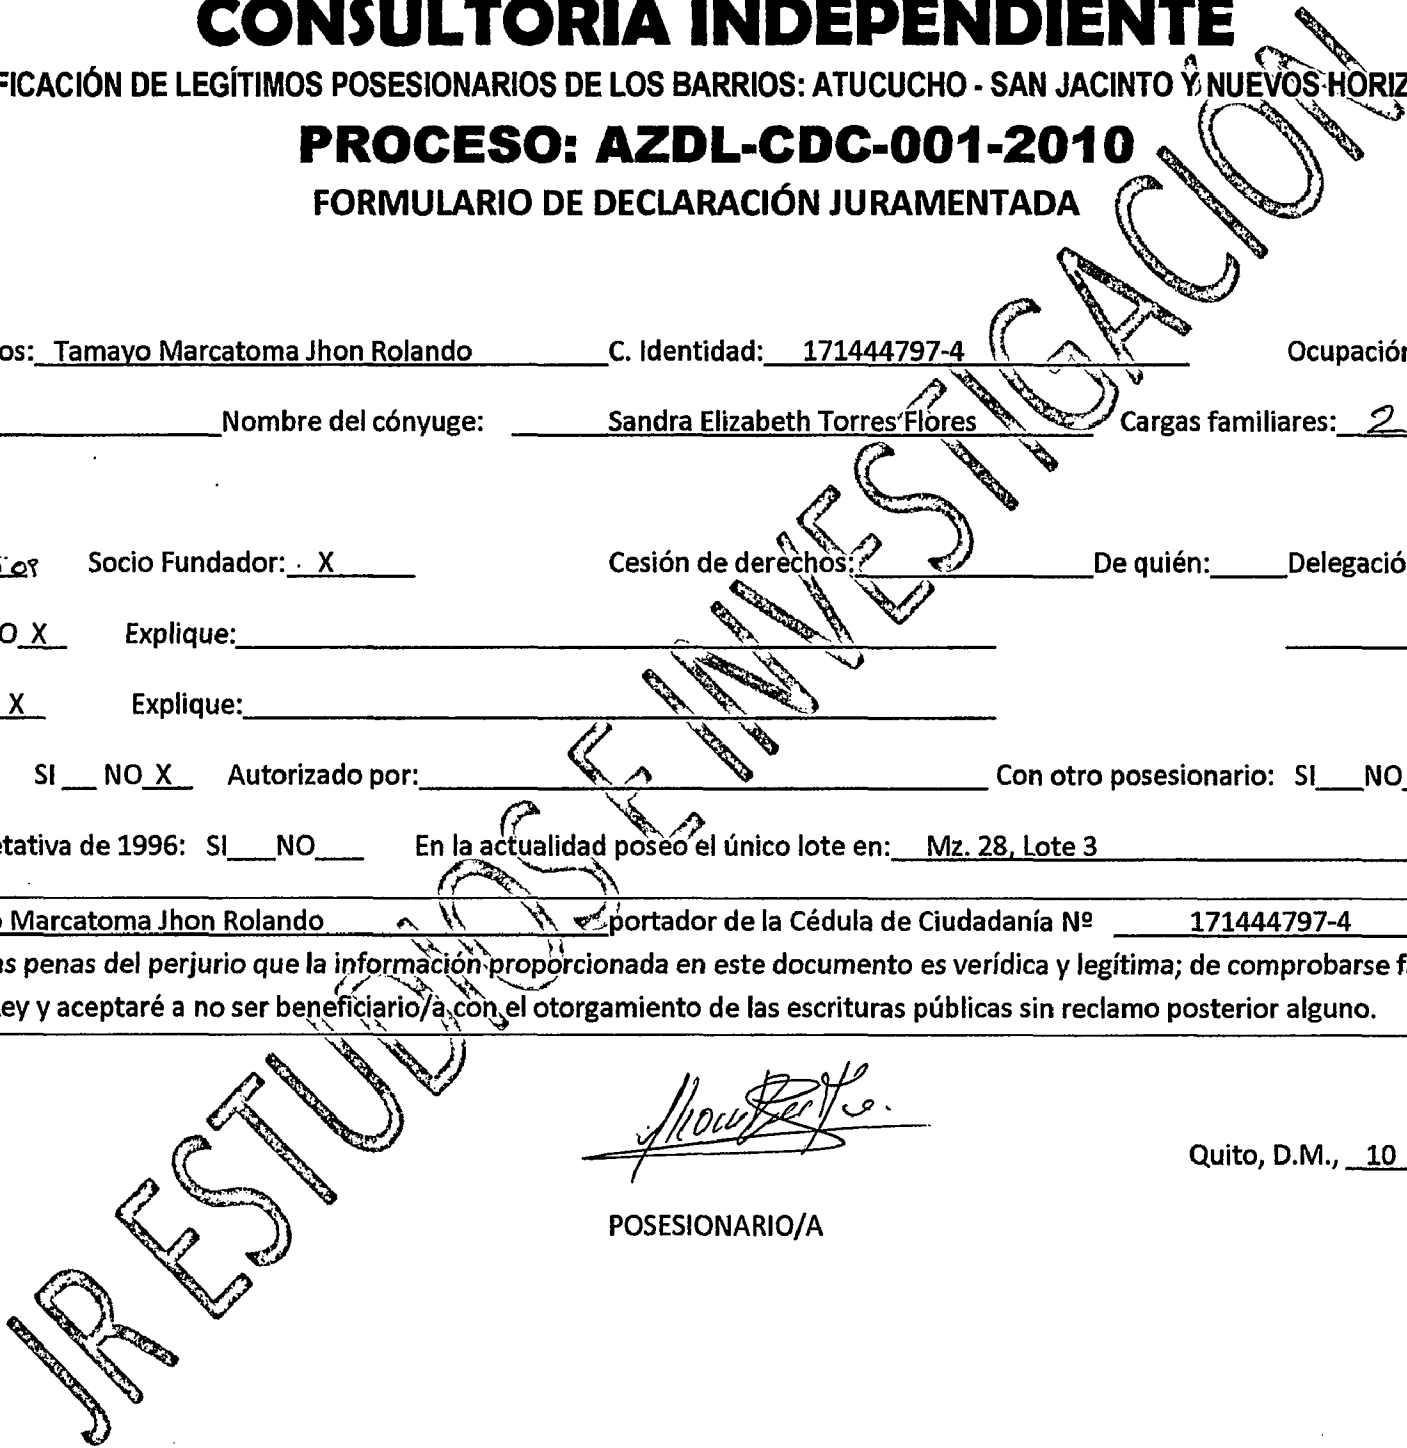 CONSULTORIA INDEPENDIENTE
FICACIÓN DE LEGÍTIMOS POSESIONARIOS DE LOS BARRIOS: ATUCUCHO - SAN JACINTO Y NUEVOS HORIZ
PROCESO: AZDL-CDC-001-2010
FORMULARIO DE DECLARACIÓN JURAMENTADA
os: Tamayo Marcatoma Jhon Rolando C. Identidad: 171444797-4 Ocupación
Nombre del cónyuge: Sandra Elizabeth Torres Flores Cargas familiares: 2
Socio Fundador: X Cesión de derechos: De quién: Delegació
O X Explique:
X Explique:
SI NO X Autorizado por: Con otro posesionario: SI NO
etativa de 1996: SI NO En la actualidad poseo el único lote en: Mz. 28, Lote 3
o Marcatoma Jhon Rolando portador de la Cédula de Ciudadanía Nº 171444797-4
as penas del perjurio que la información proporcionada en este documento es verídica y legítima; de comprobarse f
ey y aceptaré a no ser beneficiario/a con el otorgamiento de las escrituras públicas sin reclamo posterior alguno.
Quito, D.M., 10
POSESIONARIO/A
JR ESTUDIOS E INVESTIGACION